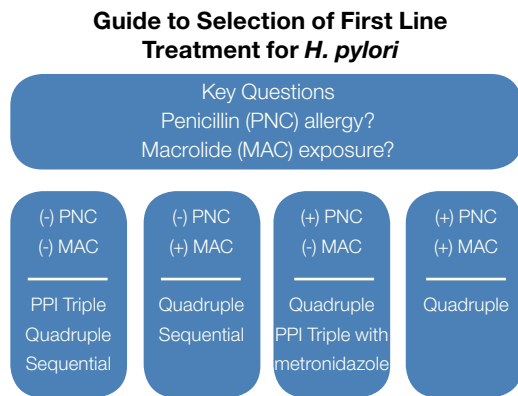 Guide to Selection of First Line
Treatment for H. pylori
Key Questions
Penicillin (PNC) allergy?
Macrolide (MAC) exposure?
(-) PNC
(-) MAC
PPI Triple
Quadruple
Sequential
(-) PNC
(+) MAC
Quadruple
Sequential
(+) PNC
(-) MAC
Quadruple
PPI Triple with
metronidazole
(+) PNC
(+) MAC
Quadruple